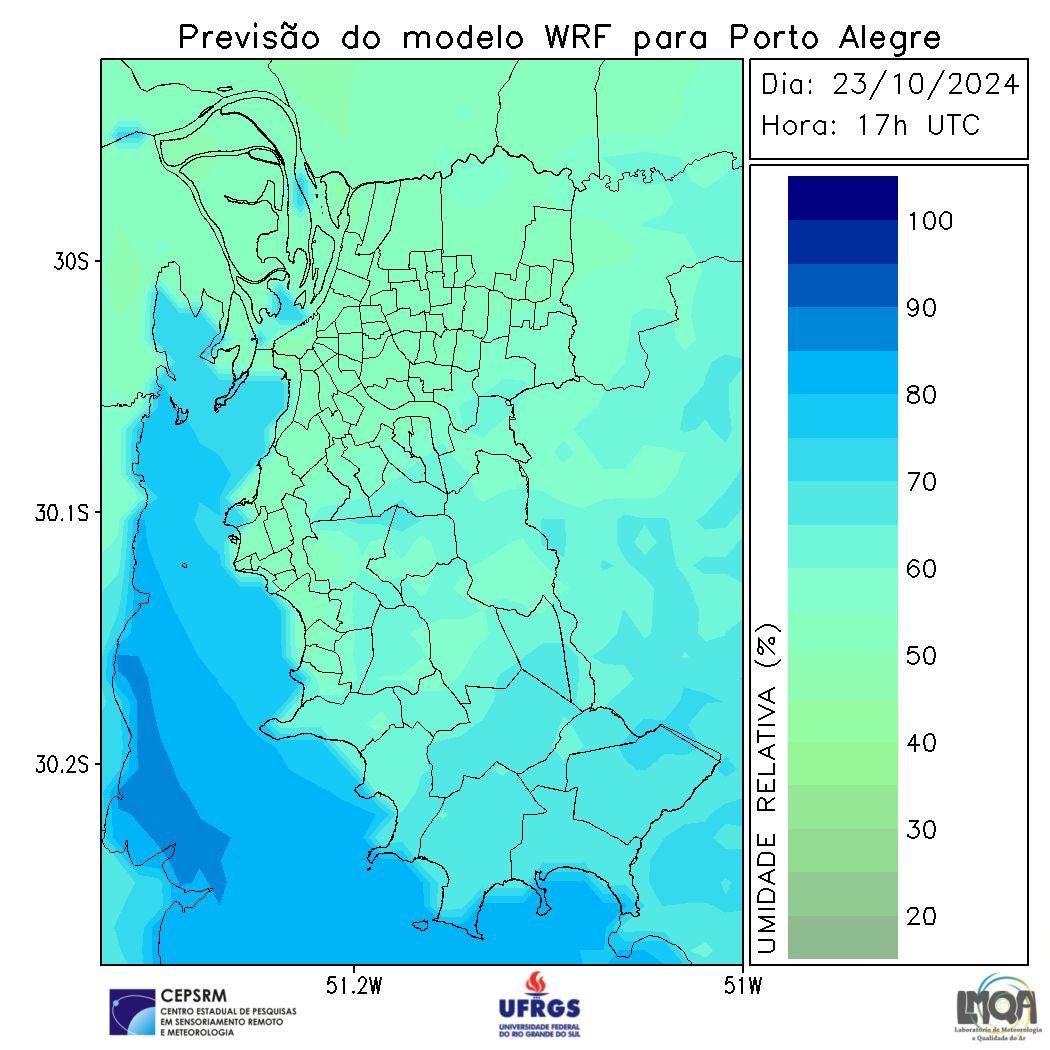 Previsão do modelo WRF para Porto Alegre
Dia: 23/10/2024
Hora: 17h UTC
100
90
80
70
60
50
40
30
20
UMIDADE RELATIVA (%)
30S
30.1S
30.2S
51.2W
51W
CEPSRM
CENTRO ESTADUAL DE PESQUISAS
EM SENSORIAMENTO REMOTO
E METEOROLOGIA
UFRGS
UNIVERSIDADE FEDERAL
DO RIO GRANDE DO SUL
LMQA
Laboratório de Meteorologia
e Qualidade do Ar